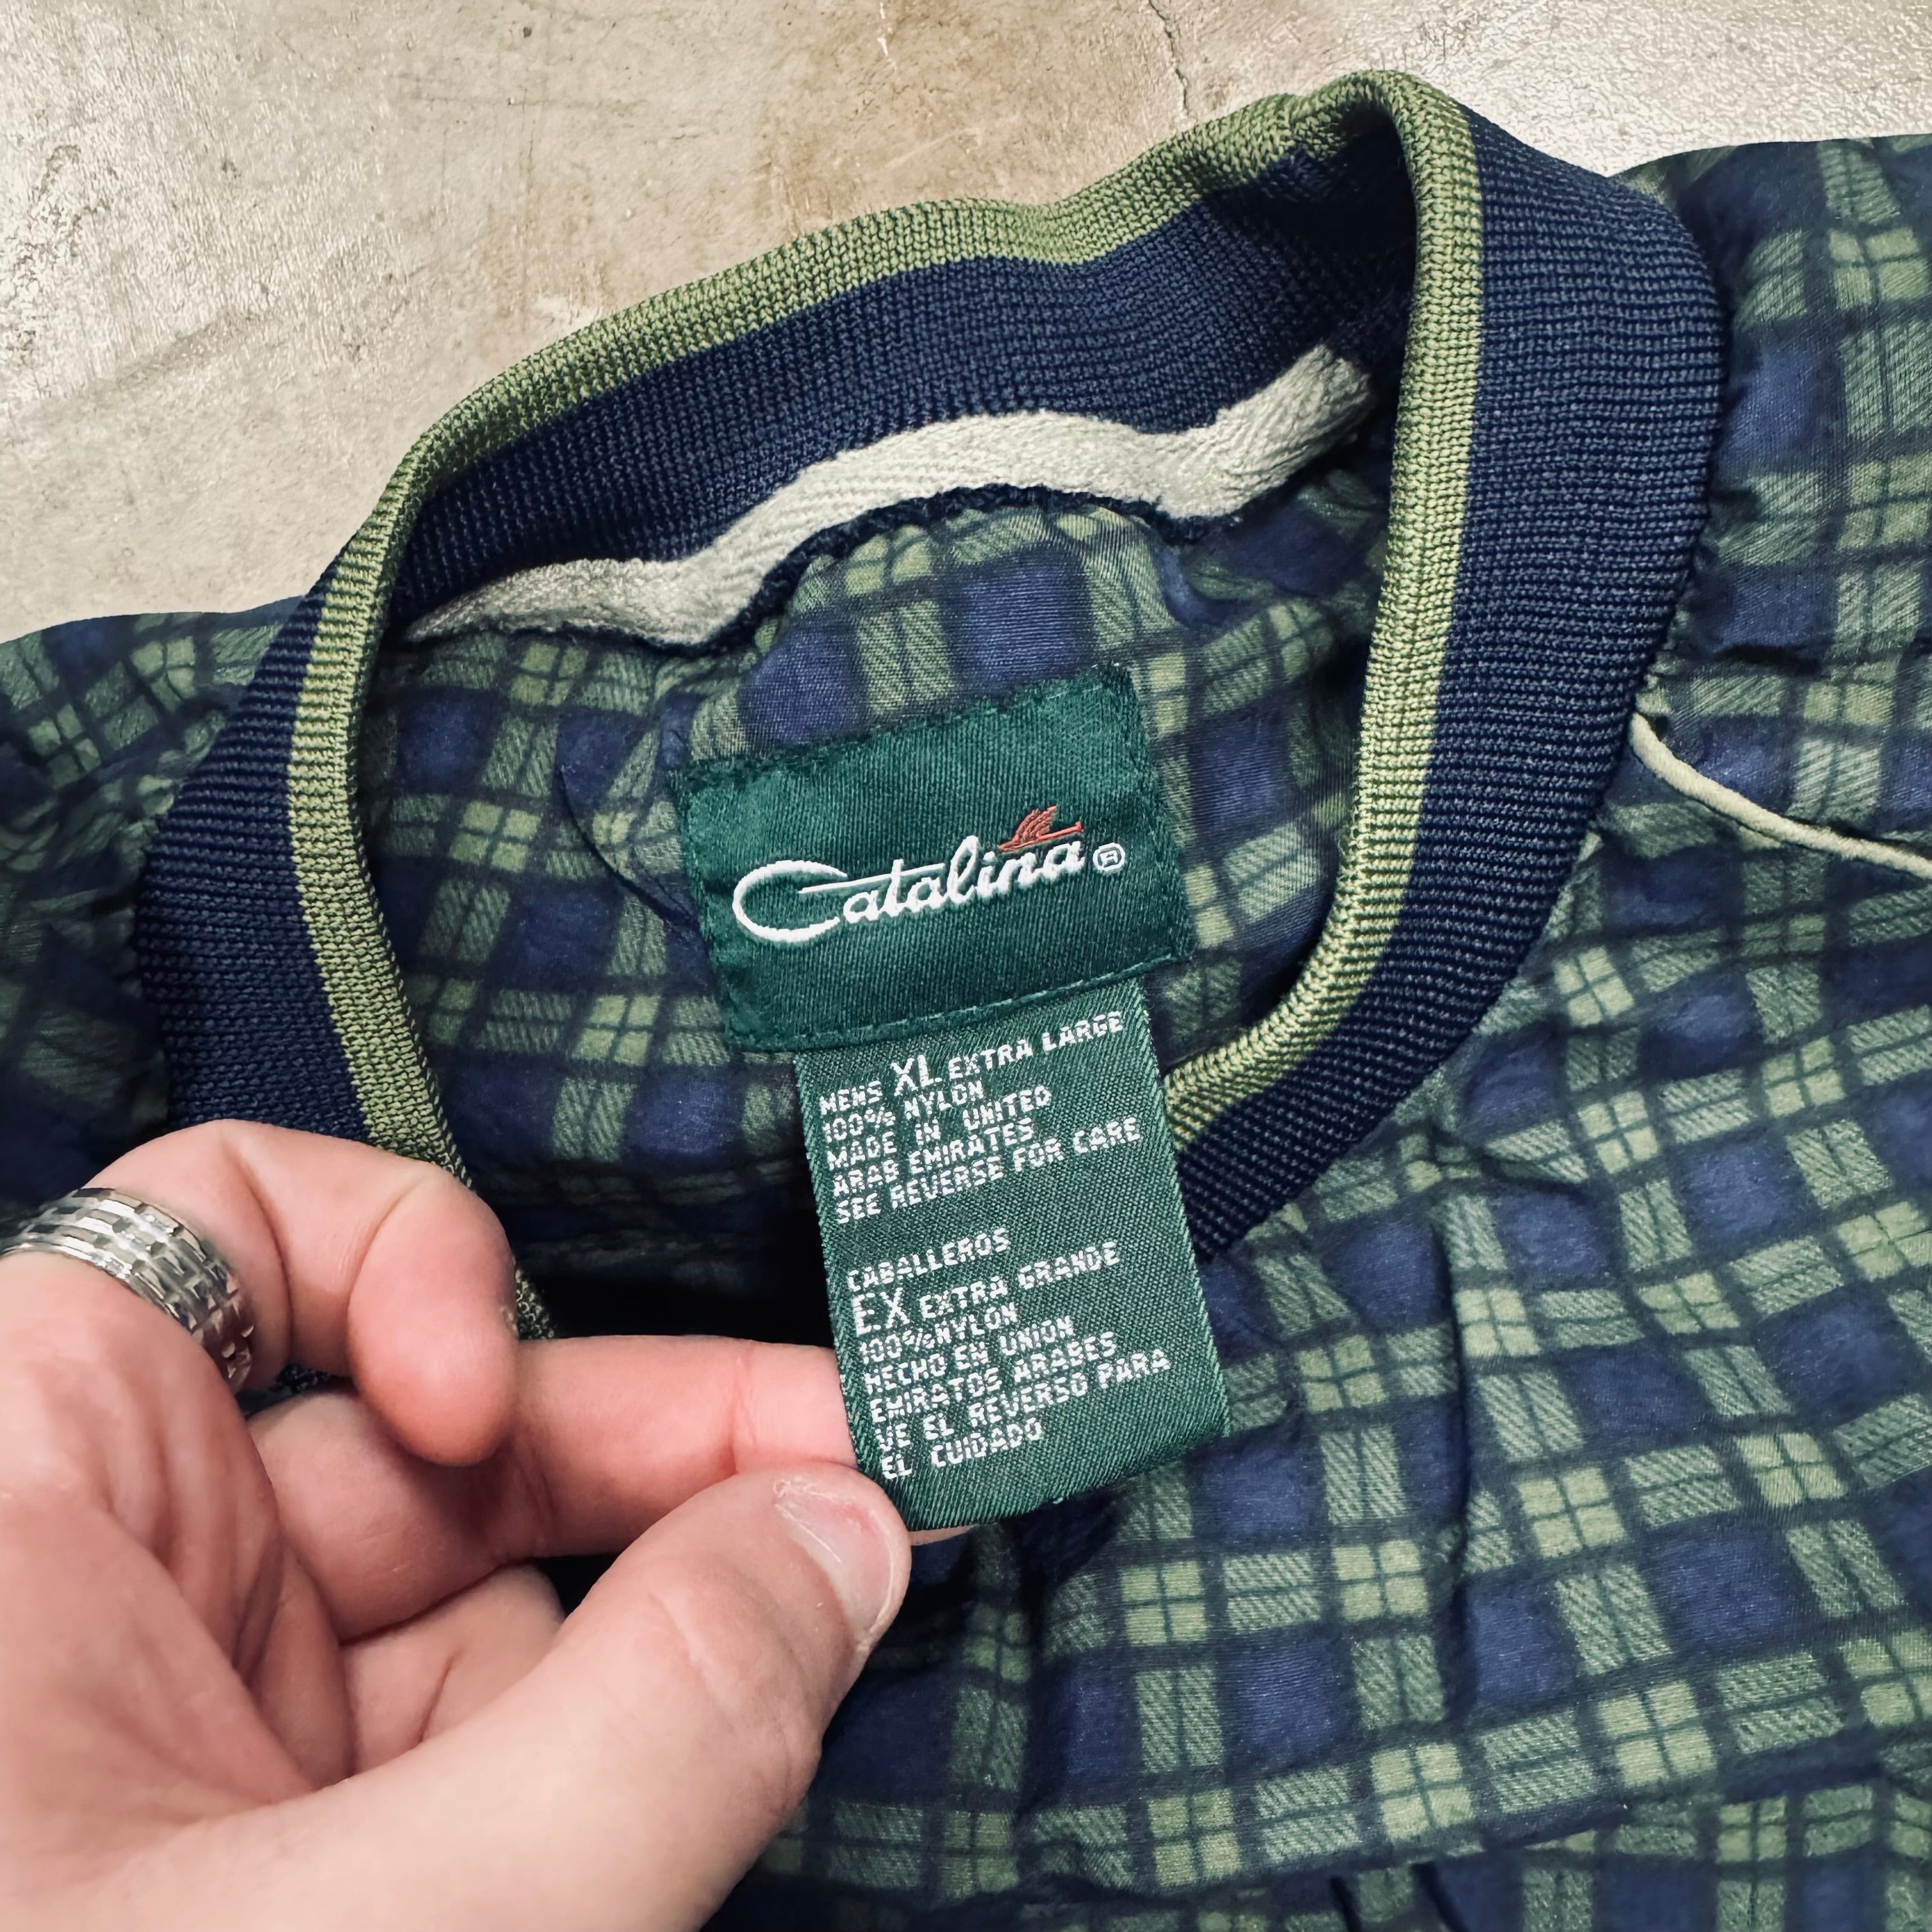 Catalina®
MENS XL EXTRA LARGE
100% NYLON
MADE IN UNITED
ARAB EMIRATES
SEE REVERSE FOR CARE
CABALLEROS
EX EXTRA GRANDE
100% NYLON
HECHO EN UNION
EMIRATOS ARABES
VE EL REVERSO PARA
EL CUIDADO